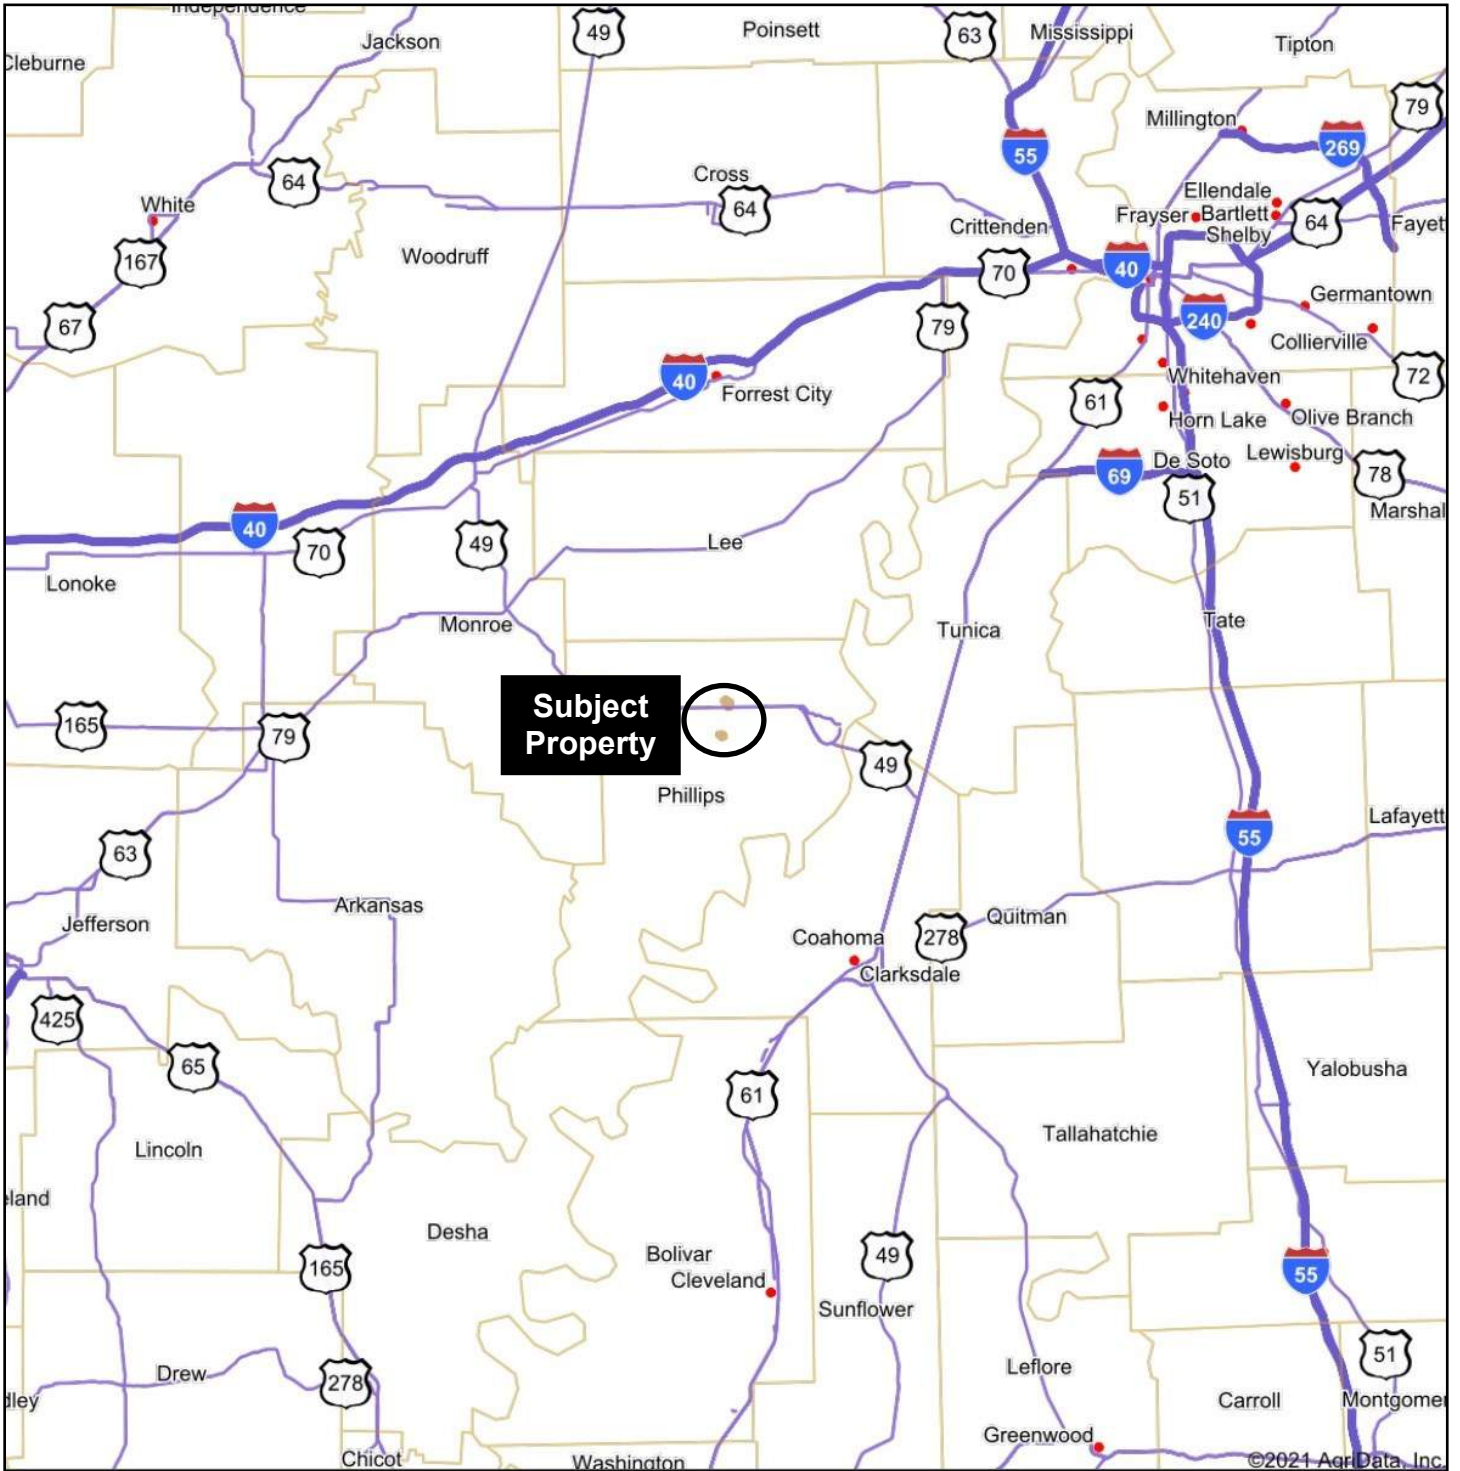 Independence
Jackson
49
Poinsett
63
Mississippi
Tipton
Cleburne
79
Millington
269
55
64
Cross
64
White
Ellendale
Frayser
Bartlett
64
Shelby
Fayet
Crittenden
167
Woodruff
70
40
Germantown
67
79
240
Collierville
40
Forrest City
Whitehaven
72
61
Horn Lake
Olive Branch
De Soto
Lewisburg
69
78
51
Marshal
40
70
49
Lee
Lonoke
Monroe
Tunica
Tate
Subject
Property
165
79
49
Phillips
55
Lafayett
63
Arkansas
Jefferson
Quitman
278
Coahoma
Clarksdale
425
65
61
Yalobusha
Tallahatchie
Lincoln
eland
Desha
165
Bolivar
49
Cleveland
55
Sunflower
Drew
278
dley
Leflore
51
Carroll
Montgomer
Greenwood
Chicot
Washington
©2021 AgriData, Inc.